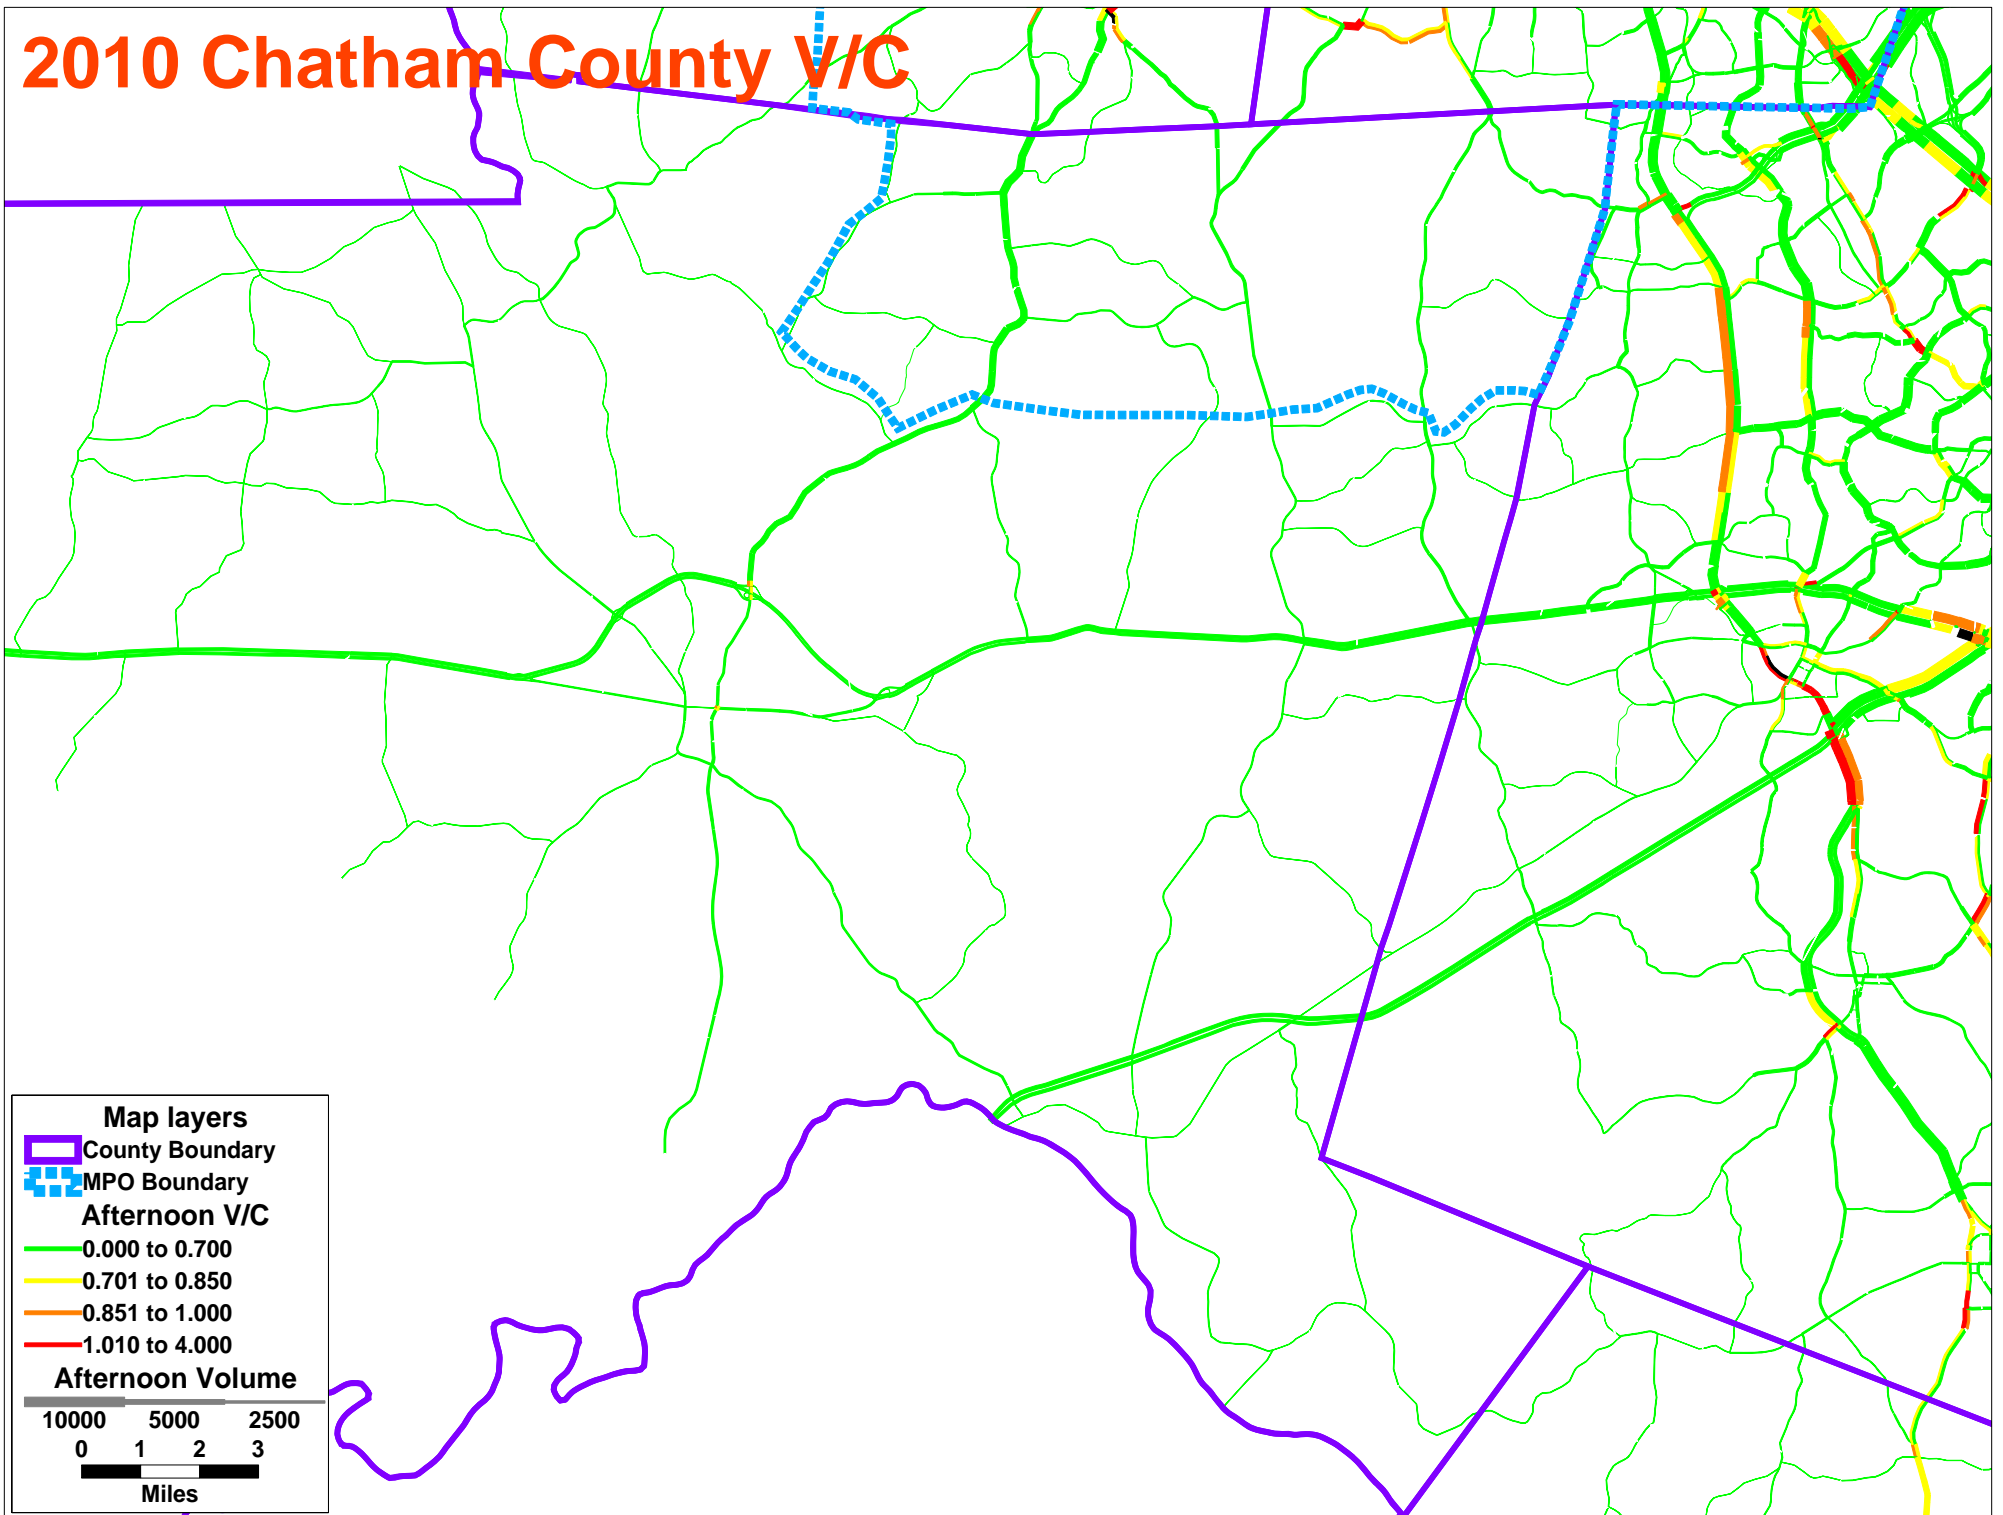 2010 Chatham County V/C
Map layers
County Boundary
MPO Boundary
Afternoon V/C
0.000 to 0.700
0.701 to 0.850
0.851 to 1.000
1.010 to 4.000
Afternoon Volume
10000 5000 2500
0 1 2 3
Miles